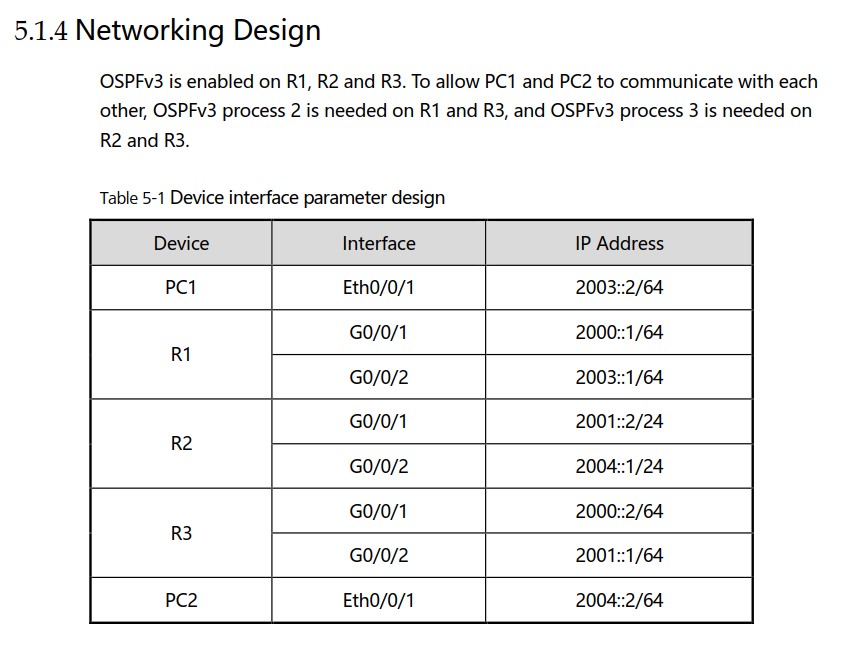 5.1.4 Networking Design
OSPFv3 is enabled on R1, R2 and R3. To allow PC1 and PC2 to communicate with each
other, OSPFv3 process 2 is needed on R1 and R3, and OSPFv3 process 3 is needed on
R2 and R3.
Table 5-1 Device interface parameter design
Device Interface IP Address
PC1 Eth0/0/1 2003::2/64
R1 G0/0/1 2000::1/64
G0/0/2 2003::1/64
R2 G0/0/1 2001::2/24
G0/0/2 2004::1/24
R3 G0/0/1 2000::2/64
G0/0/2 2001::1/64
PC2 Eth0/0/1 2004::2/64